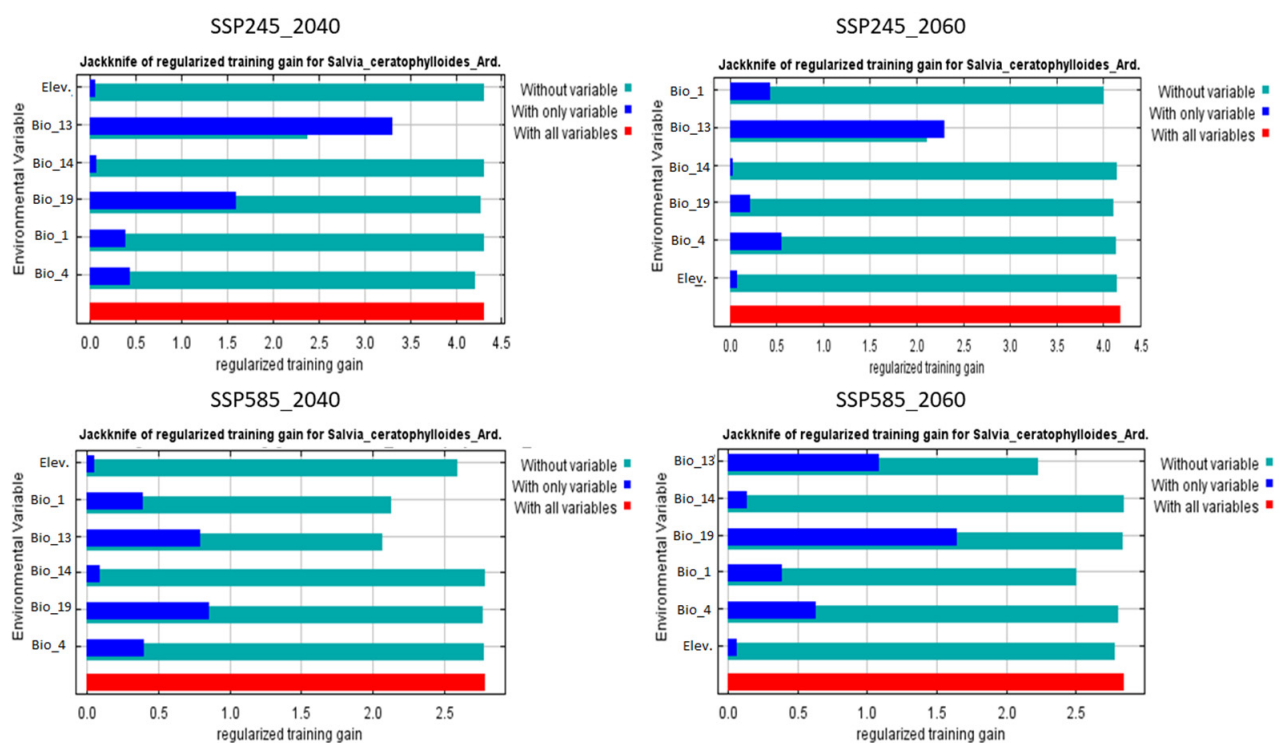 SSP245_2040
Jackknife of regularized training gain for Salvia_ceratophylloides_Ard.
Environmental Variable
Elev.
Bio_13
Bio_14
Bio_19
Bio_1
Bio_4
Without variable
With only variable
With all variables
0.0 0.5 1.0 1.5 2.0 2.5 3.0 3.5 4.0 4.5
regularized training gain
SSP245_2060
Jackknife of regularized training gain for Salvia_ceratophylloides_Ard.
Environmental Variable
Bio_1
Bio_13
Bio_14
Bio_19
Bio_4
Elev.
Without variable
With only variable
With all variables
0.0 0.5 1.0 1.5 2.0 2.5 3.0 3.5 4.0 4.5
regularized training gain
SSP585_2040
Jackknife of regularized training gain for Salvia_ceratophylloides_Ard.
Environmental Variable
Elev.
Bio_1
Bio_13
Bio_14
Bio_19
Bio_4
Without variable
With only variable
With all variables
0.0 0.5 1.0 1.5 2.0 2.5
regularized training gain
SSP585_2060
Jackknife of regularized training gain for Salvia_ceratophylloides_Ard.
Environmental Variable
Bio_13
Bio_14
Bio_19
Bio_1
Bio_4
Elev.
Without variable
With only variable
With all variables
0.0 0.5 1.0 1.5 2.0 2.5
regularized training gain